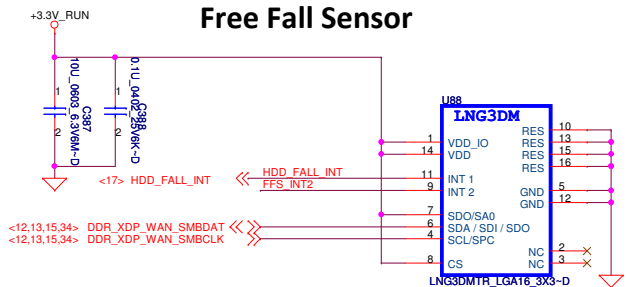 Free Fall Sensor
+3.3V_RUN
1
2
10U_0603_6.3V6M~D
C387
1
2
0.1U_0402_25V6K~D
C388
U88
LNG3DM
1 VDD_IO
14 VDD
RES 10
RES 13
RES 15
RES 16
<17> HDD_FALL_INT
HDD_FALL_INT
11 INT 1
FFS_INT2
9 INT 2
GND 5
GND 12
7 SDO/SA0
<12,13,15,34> DDR_XDP_WAN_SMBDAT
6 SDA / SDI / SDO
<12,13,15,34> DDR_XDP_WAN_SMBCLK
4 SCL/SPC
NC 2
NC 3
8 CS
LNG3DMTR_LGA16_3X3~D